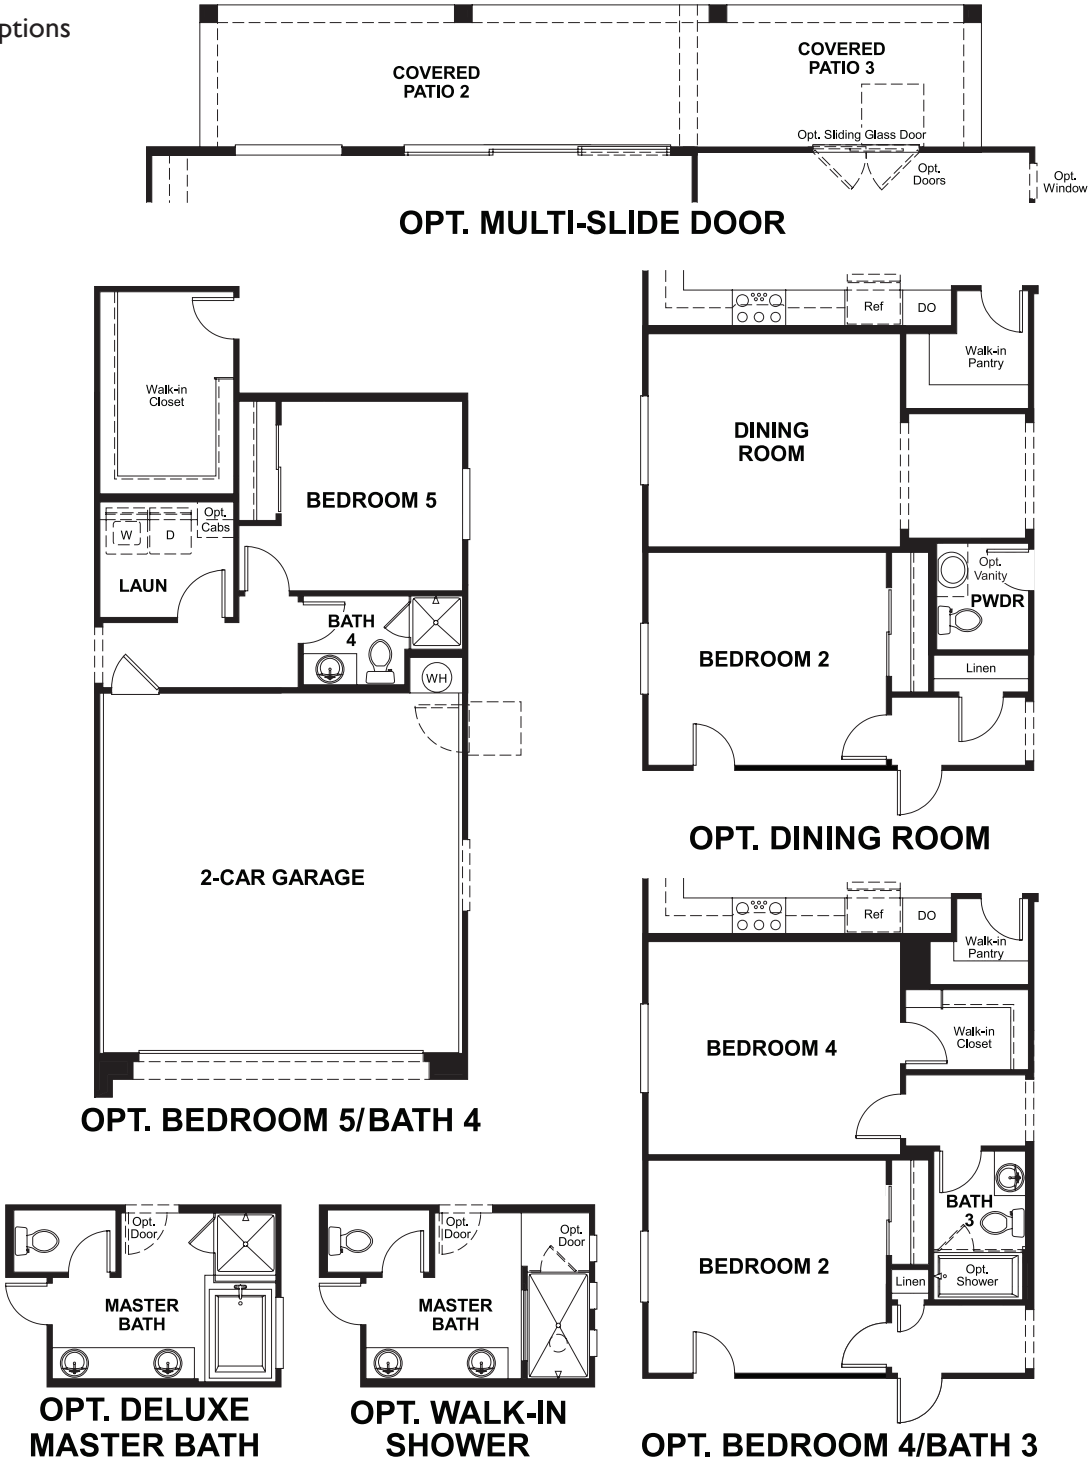 ptions
COVERED
PATIO 2
COVERED
PATIO 3
Opt. Sliding Glass Door
Opt.
Doors
Opt.
Window
OPT. MULTI-SLIDE DOOR
Walk-in
Closet
BEDROOM 5
Opt.
Cabs
W
D
LAUN
BATH
4
WH
2-CAR GARAGE
OPT. BEDROOM 5/BATH 4
Ref
DO
Walk-in
Pantry
DINING
ROOM
Opt.
Vanity
PWDR
BEDROOM 2
Linen
OPT. DINING ROOM
Ref
DO
Walk-in
Pantry
BEDROOM 4
Walk-in
Closet
BATH
3
BEDROOM 2
Linen
Opt.
Shower
OPT. BEDROOM 4/BATH 3
Opt.
Door
MASTER
BATH
OPT. DELUXE
MASTER BATH
Opt.
Door
Opt.
Door
MASTER
BATH
OPT. WALK-IN
SHOWER